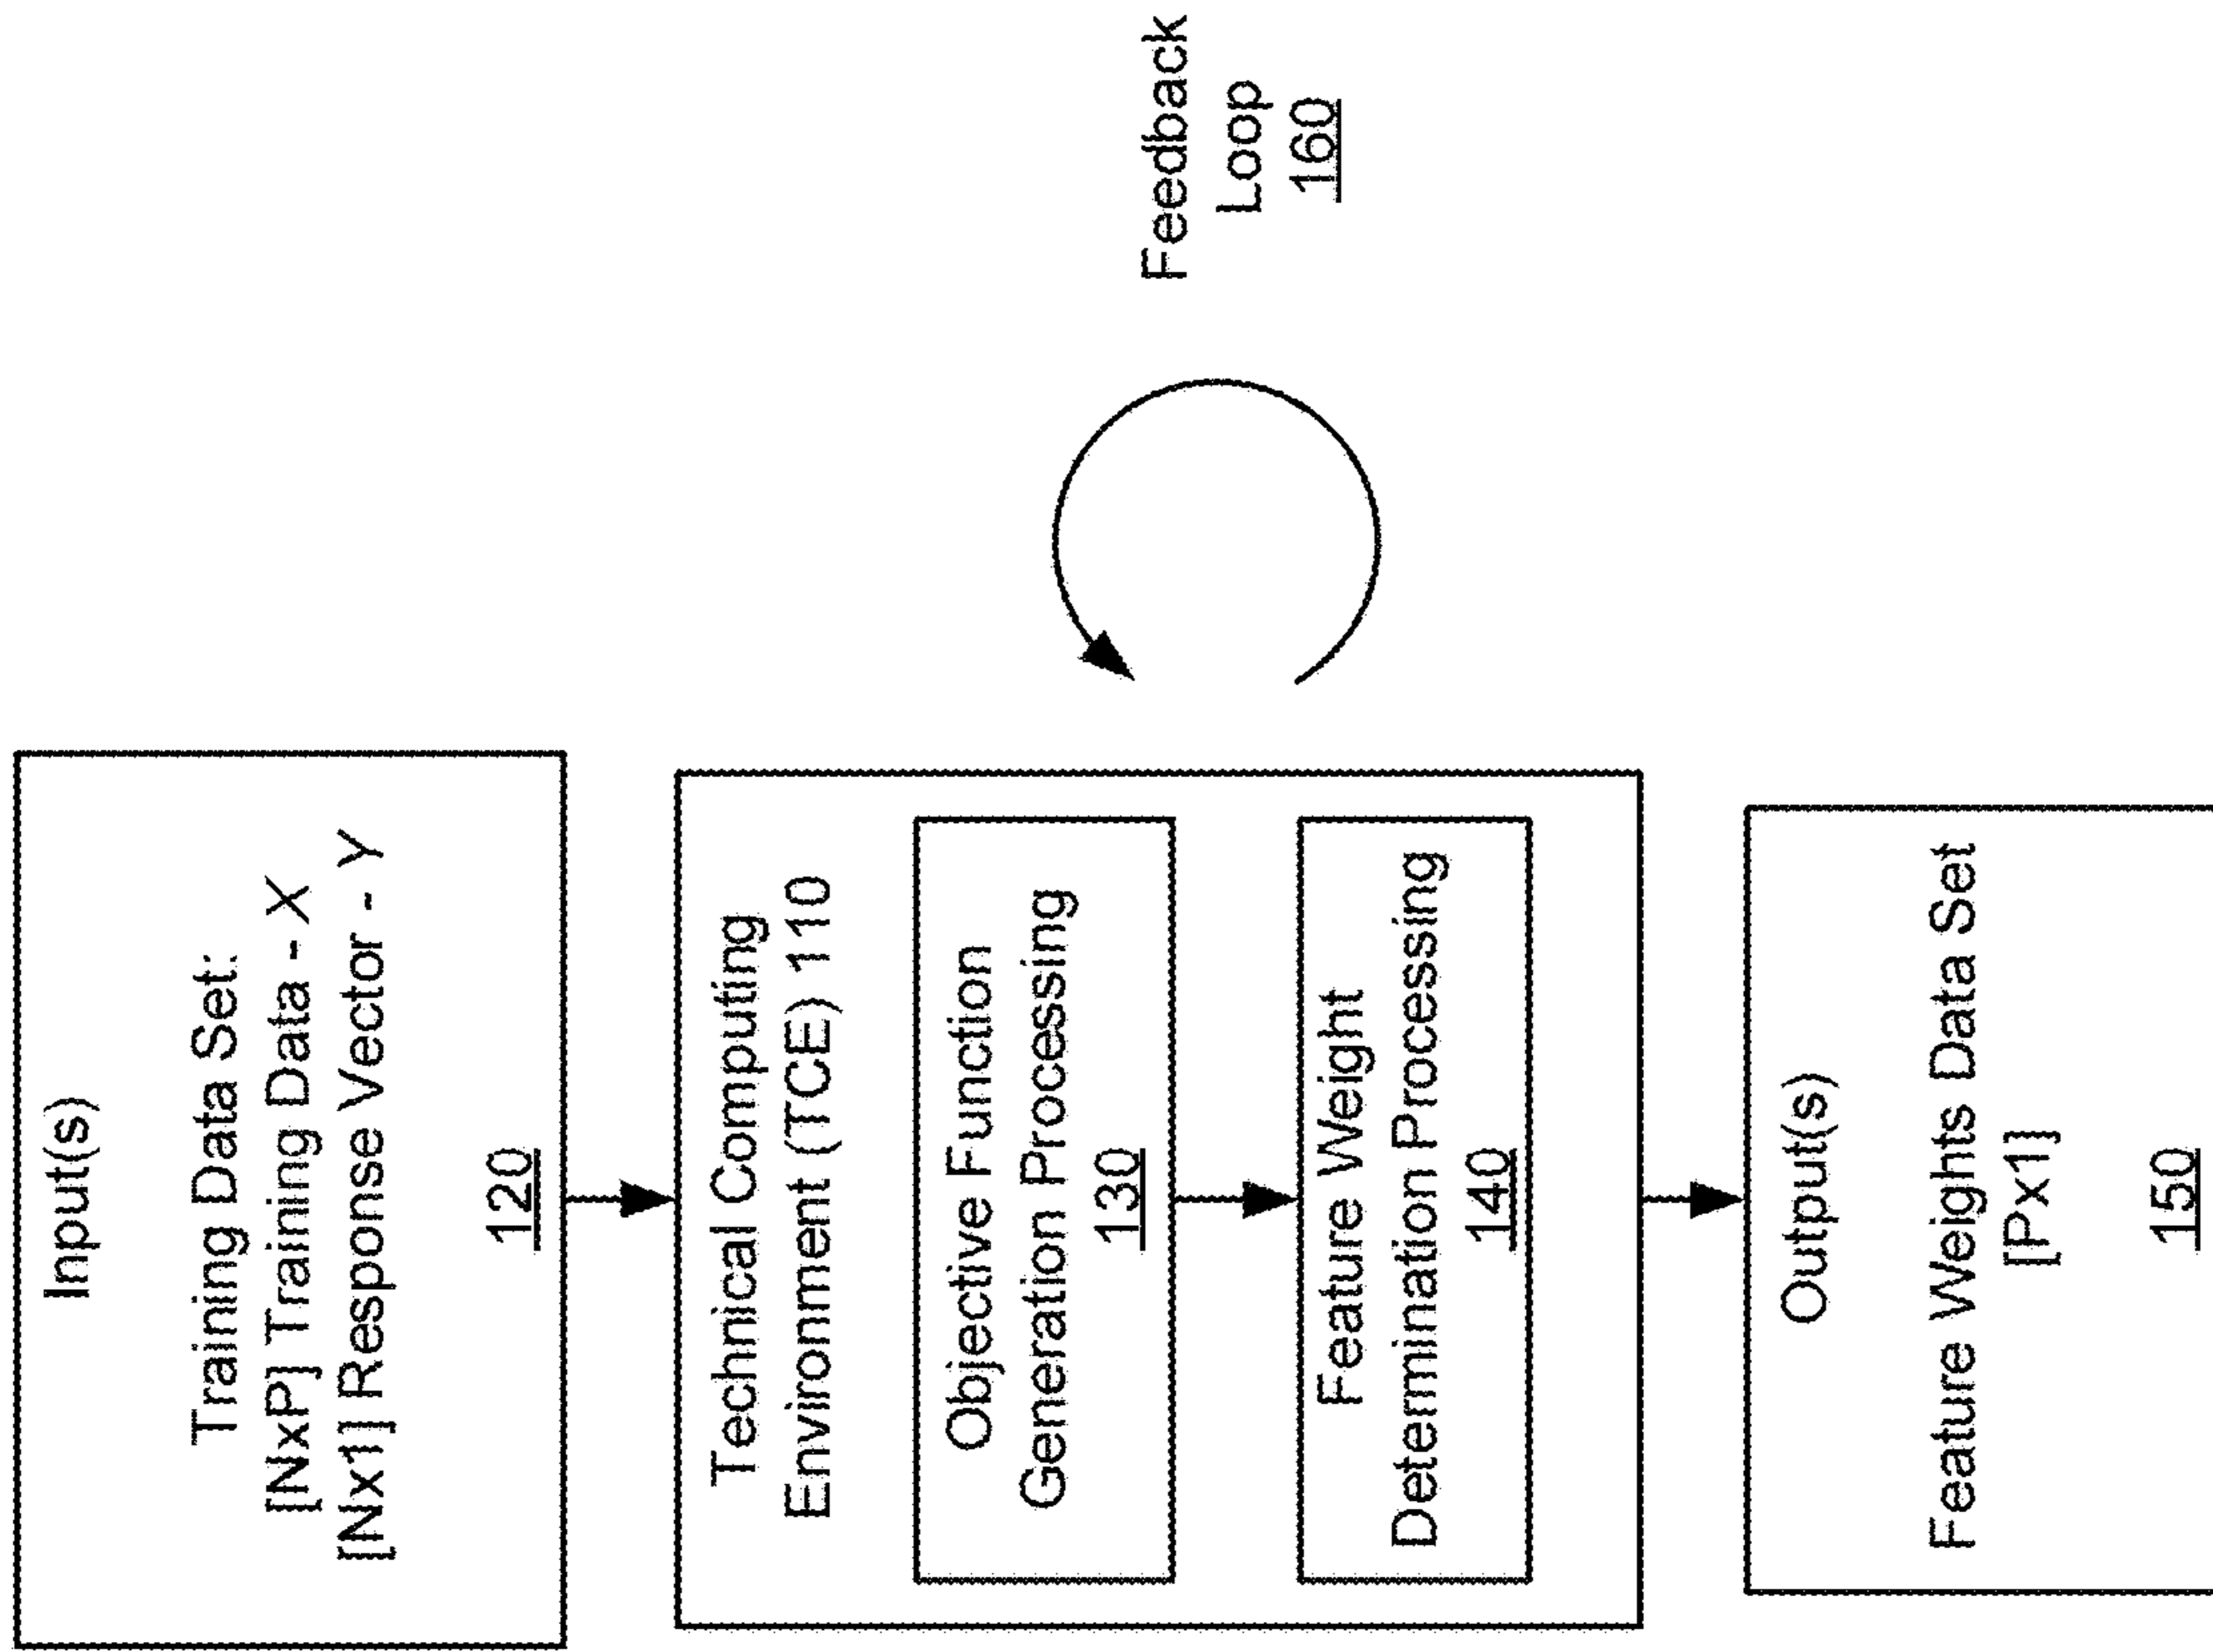 Input(s)
Training Data Set:
[NxP] Training Data - X
[Nx1] Response Vector - Y
120
Technical Computing
Environment (TCE) 110
Objective Function
Generation Processing
130
Feature Weight
Determination Processing
140
Output(s)
Feature Weights Data Set
[Px1]
150
Feedback
Loop
160